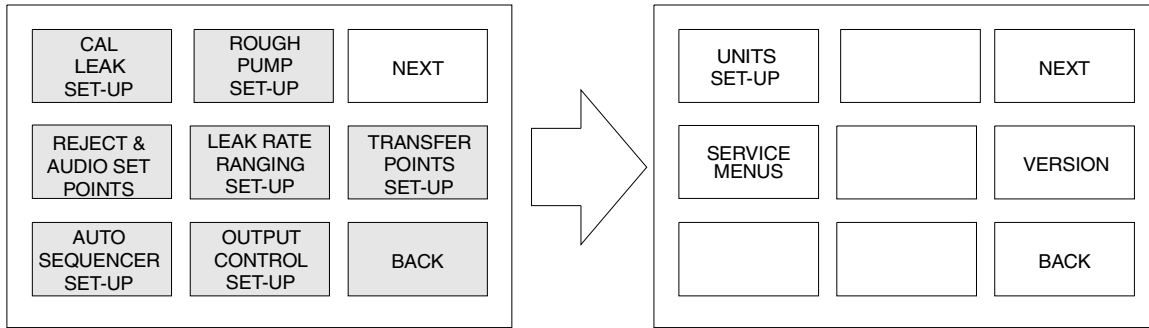 CAL
LEAK
SET-UP
ROUGH
PUMP
SET-UP
NEXT
REJECT &
AUDIO SET
POINTS
LEAK RATE
RANGING
SET-UP
TRANSFER
POINTS
SET-UP
AUTO
SEQUENCER
SET-UP
OUTPUT
CONTROL
SET-UP
BACK
UNITS
SET-UP
NEXT
SERVICE
MENUS
VERSION
BACK